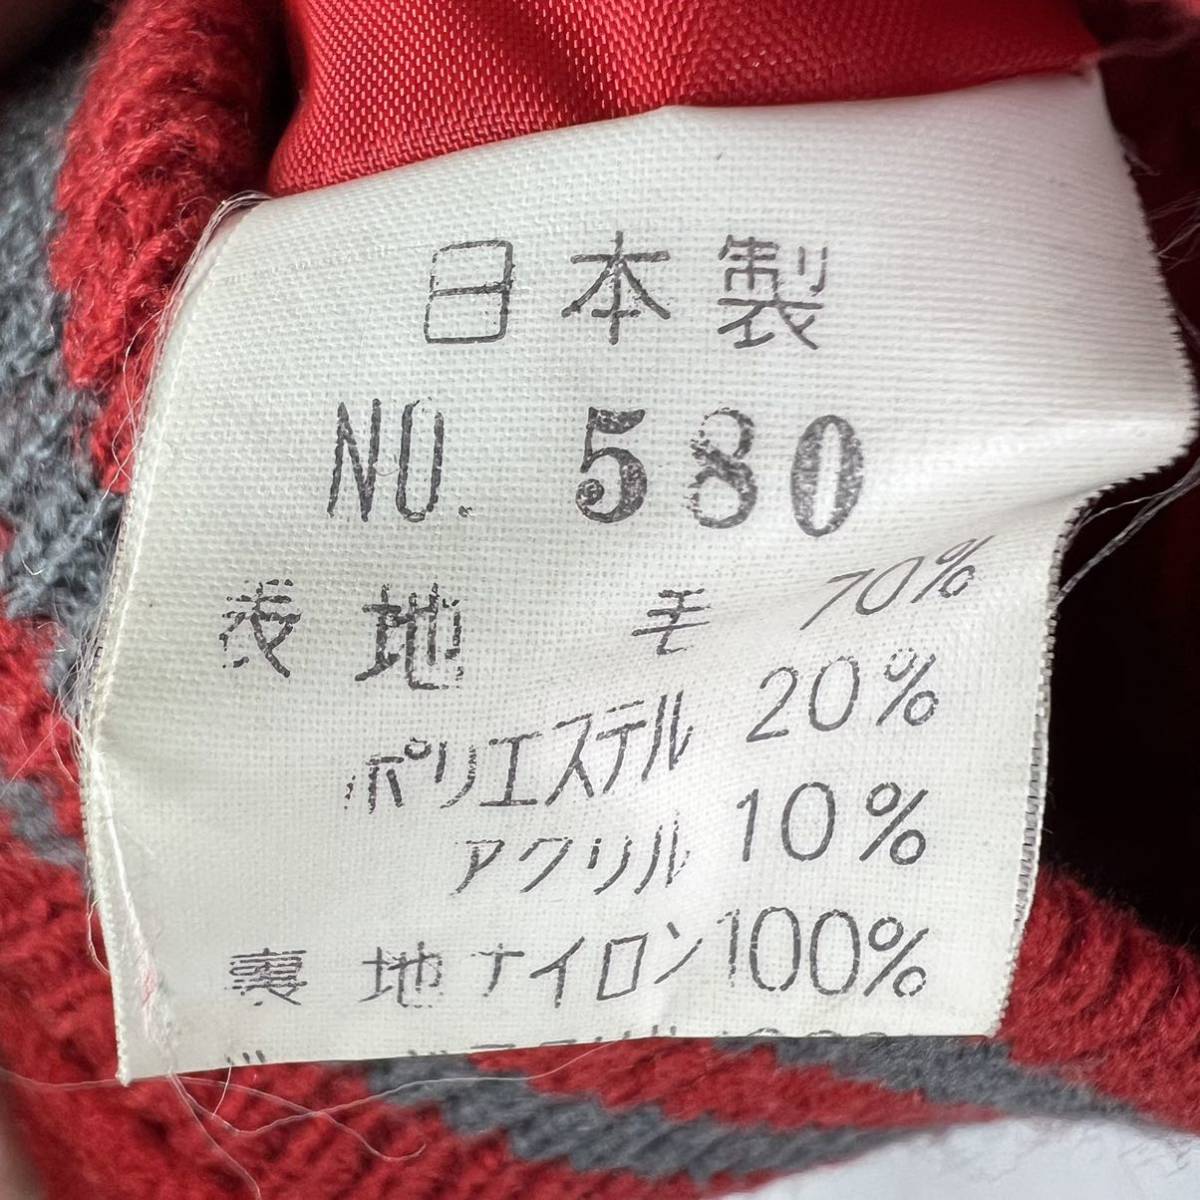 日本製
NO. 580
表地 毛 70%
ポリエステル 20%
アクリル 10%
裏地 ナイロン 100%